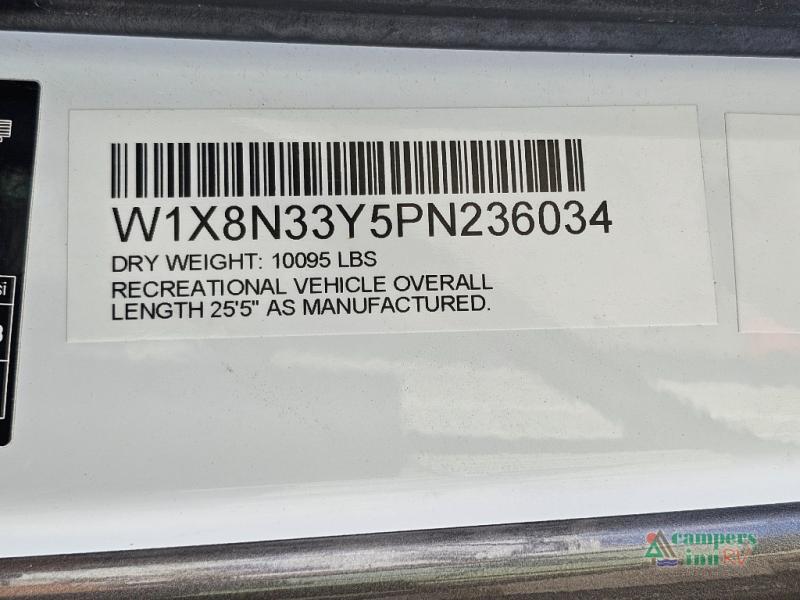 W1X8N33Y5PN236034
DRY WEIGHT: 10095 LBS
RECREATIONAL VEHICLE OVERALL
LENGTH 25'5" AS MANUFACTURED.
campers
inn RV